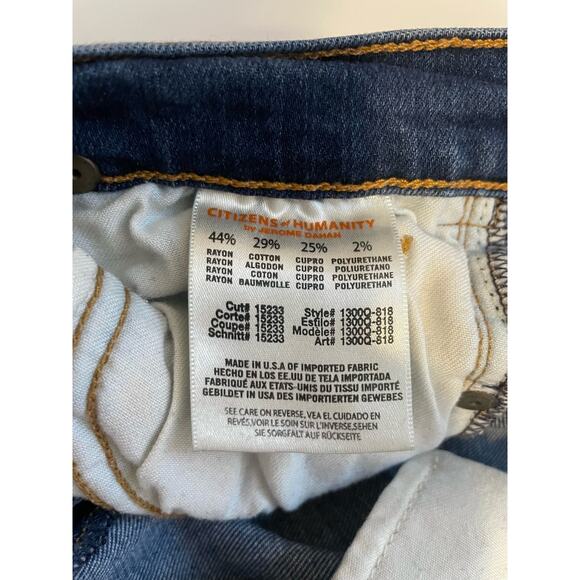 CITIZENS of HUMANITY
BY JEROME DAHAN
44% 29% 25% 2%
RAYON COTTON CUPRO POLYURETHANE
RAYON ALGODON CUPRO POLIURETANO
RAYON COTON CUPRO POLYURETHANE
RAYON BAUMWOLLE CUPRO POLYURETHAN
Cut# 15233 Style# 1300Q-818
Corte# 15233 Estilo# 1300Q-818
Coupe# 15233 Modèle# 1300Q-818
Schnitt# 15233 Art# 1300Q-818
MADE IN U.S.A OF IMPORTED FABRIC
HECHO EN LOS EE.UU DE TELA IMPORTADA
FABRIQUÉ AUX ETATS-UNIS DU TISSU IMPORTÉ
GEBILDET IN USA DES IMPORTIERTEN GEWEBES
SEE CARE ON REVERSE, VEA EL CUIDADO EN
REVÉS,VOIR LE SOIN SUR L'INVERSE,SEHEN
SIE SORGFALT AUF RÜCKSEITE